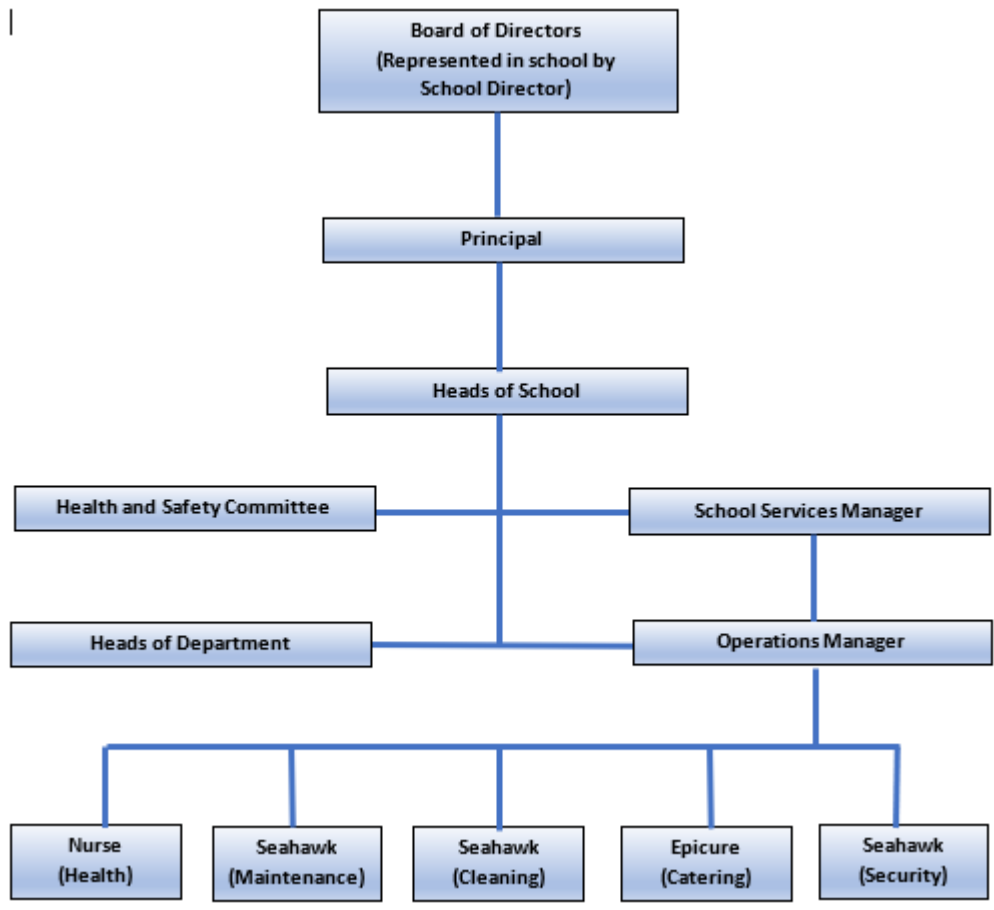 Board of Directors
(Represented in school by
School Director)
Principal
Heads of School
Health and Safety Committee
School Services Manager
Heads of Department
Operations Manager
Nurse
(Health)
Seahawk
(Maintenance)
Seahawk
(Cleaning)
Epicure
(Catering)
Seahawk
(Security)